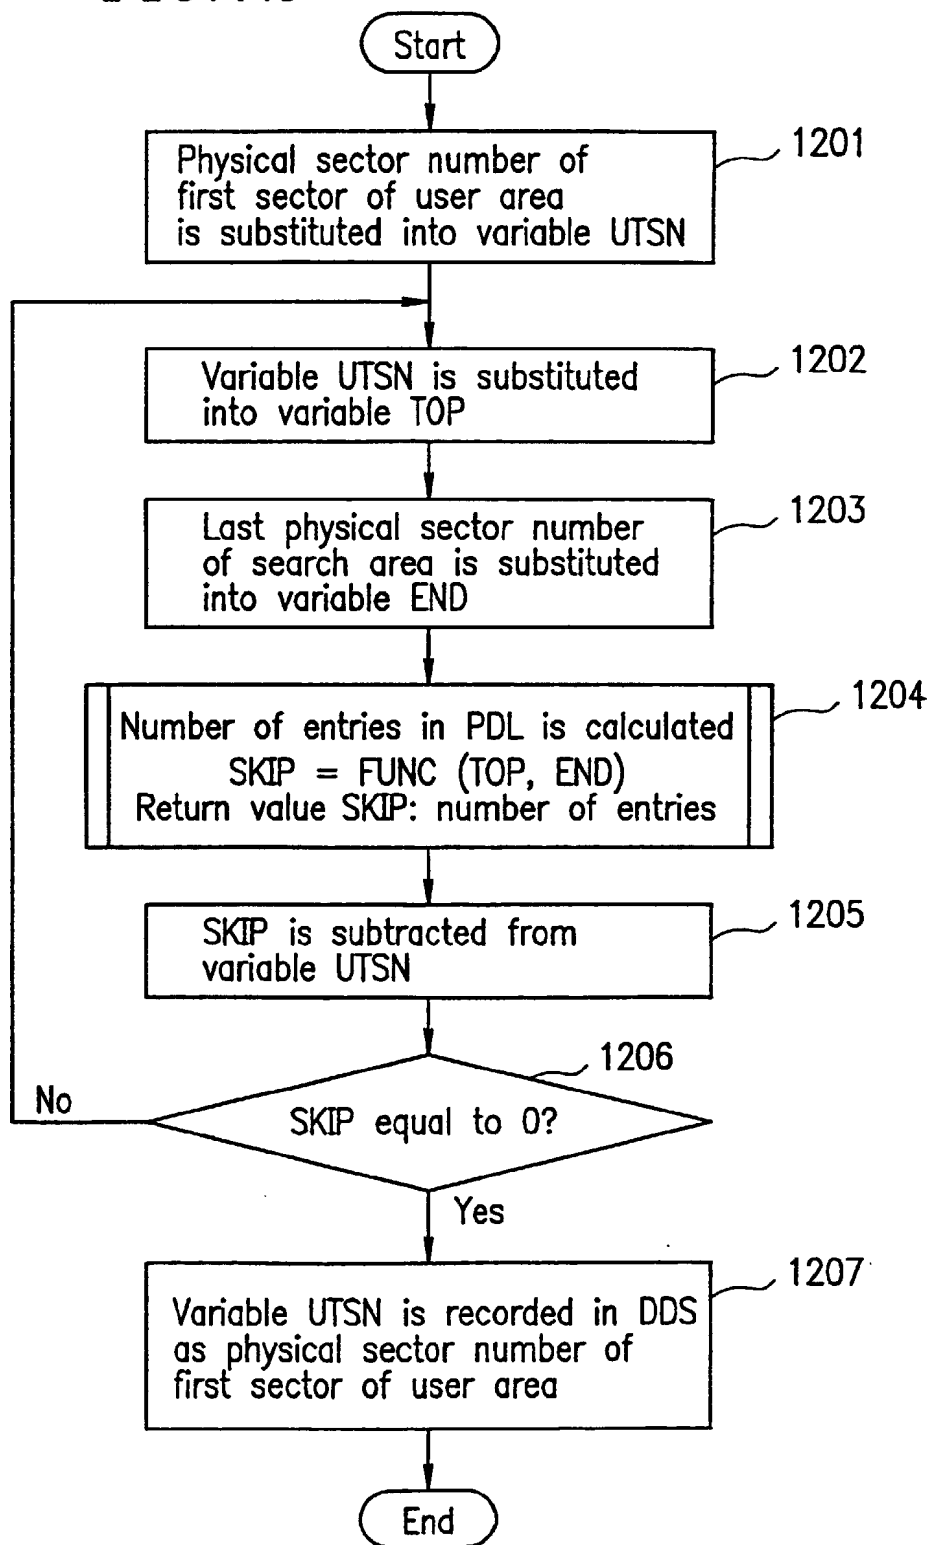 Start
1201
Physical sector number of
first sector of user area
is substituted into variable UTSN
1202
Variable UTSN is substituted
into variable TOP
1203
Last physical sector number
of search area is substituted
into variable END
1204
Number of entries in PDL is calculated
SKIP = FUNC (TOP, END)
Return value SKIP: number of entries
1205
SKIP is subtracted from
variable UTSN
1206
SKIP equal to 0?
No
Yes
1207
Variable UTSN is recorded in DDS
as physical sector number of
first sector of user area
End